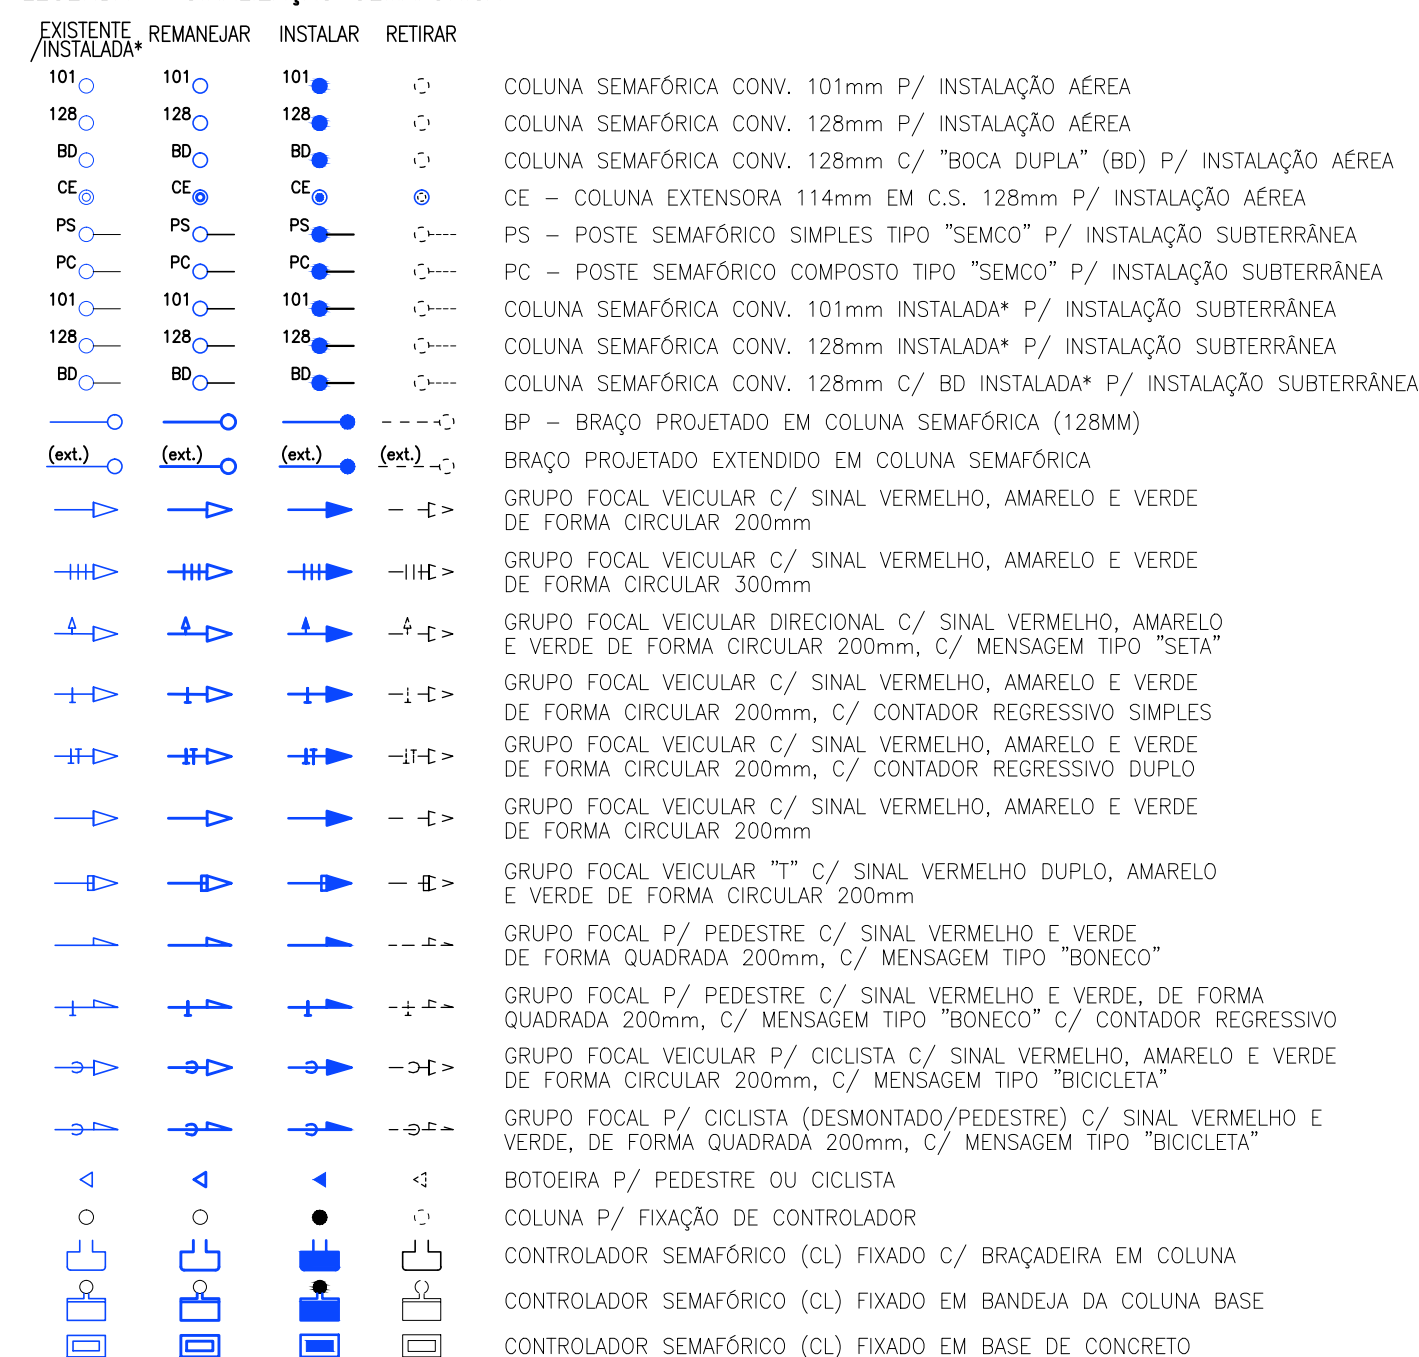 EXISTENTE
/INSTALADA* REMANEJAR INSTALAR RETIRAR
101 101 101 COLUNA SEMAFÓRICA CONV. 101mm P/ INSTALAÇÃO AÉREA
128 128 128 COLUNA SEMAFÓRICA CONV. 128mm P/ INSTALAÇÃO AÉREA
BD BD BD COLUNA SEMAFÓRICA CONV. 128mm C/ "BOCA DUPLA" (BD) P/ INSTALAÇÃO AÉREA
CE CE CE CE – COLUNA EXTENSORA 114mm EM C.S. 128mm P/ INSTALAÇÃO AÉREA
PS PS PS PS – POSTE SEMAFÓRICO SIMPLES TIPO "SEMCO" P/ INSTALAÇÃO SUBTERRÂNEA
PC PC PC PC – POSTE SEMAFÓRICO COMPOSTO TIPO "SEMCO" P/ INSTALAÇÃO SUBTERRÂNEA
101 101 101 COLUNA SEMAFÓRICA CONV. 101mm INSTALADA* P/ INSTALAÇÃO SUBTERRÂNEA
128 128 128 COLUNA SEMAFÓRICA CONV. 128mm INSTALADA* P/ INSTALAÇÃO SUBTERRÂNEA
BD BD BD COLUNA SEMAFÓRICA CONV. 128mm C/ BD INSTALADA* P/ INSTALAÇÃO SUBTERRÂNEA
BP – BRAÇO PROJETADO EM COLUNA SEMAFÓRICA (128MM)
(ext.) (ext.) (ext.) (ext.) BRAÇO PROJETADO EXTENDIDO EM COLUNA SEMAFÓRICA
GRUPO FOCAL VEICULAR C/ SINAL VERMELHO, AMARELO E VERDE
DE FORMA CIRCULAR 200mm
GRUPO FOCAL VEICULAR C/ SINAL VERMELHO, AMARELO E VERDE
DE FORMA CIRCULAR 300mm
GRUPO FOCAL VEICULAR DIRECIONAL C/ SINAL VERMELHO, AMARELO
E VERDE DE FORMA CIRCULAR 200mm, C/ MENSAGEM TIPO "SETA"
GRUPO FOCAL VEICULAR C/ SINAL VERMELHO, AMARELO E VERDE
DE FORMA CIRCULAR 200mm, C/ CONTADOR REGRESSIVO SIMPLES
GRUPO FOCAL VEICULAR C/ SINAL VERMELHO, AMARELO E VERDE
DE FORMA CIRCULAR 200mm, C/ CONTADOR REGRESSIVO DUPLO
GRUPO FOCAL VEICULAR C/ SINAL VERMELHO, AMARELO E VERDE
DE FORMA CIRCULAR 200mm
GRUPO FOCAL VEICULAR "T" C/ SINAL VERMELHO DUPLO, AMARELO
E VERDE DE FORMA CIRCULAR 200mm
GRUPO FOCAL P/ PEDESTRE C/ SINAL VERMELHO E VERDE
DE FORMA QUADRADA 200mm, C/ MENSAGEM TIPO "BONECO"
GRUPO FOCAL P/ PEDESTRE C/ SINAL VERMELHO E VERDE, DE FORMA
QUADRADA 200mm, C/ MENSAGEM TIPO "BONECO" C/ CONTADOR REGRESSIVO
GRUPO FOCAL VEICULAR P/ CICLISTA C/ SINAL VERMELHO, AMARELO E VERDE
DE FORMA CIRCULAR 200mm, C/ MENSAGEM TIPO "BICICLETA"
GRUPO FOCAL P/ CICLISTA (DESMONTADO/PEDESTRE) C/ SINAL VERMELHO E
VERDE, DE FORMA QUADRADA 200mm, C/ MENSAGEM TIPO "BICICLETA"
BOTOEIRA P/ PEDESTRE OU CICLISTA
COLUNA P/ FIXAÇÃO DE CONTROLADOR
CONTROLADOR SEMAFÓRICO (CL) FIXADO C/ BRAÇADEIRA EM COLUNA
CONTROLADOR SEMAFÓRICO (CL) FIXADO EM BANDEJA DA COLUNA BASE
CONTROLADOR SEMAFÓRICO (CL) FIXADO EM BASE DE CONCRETO